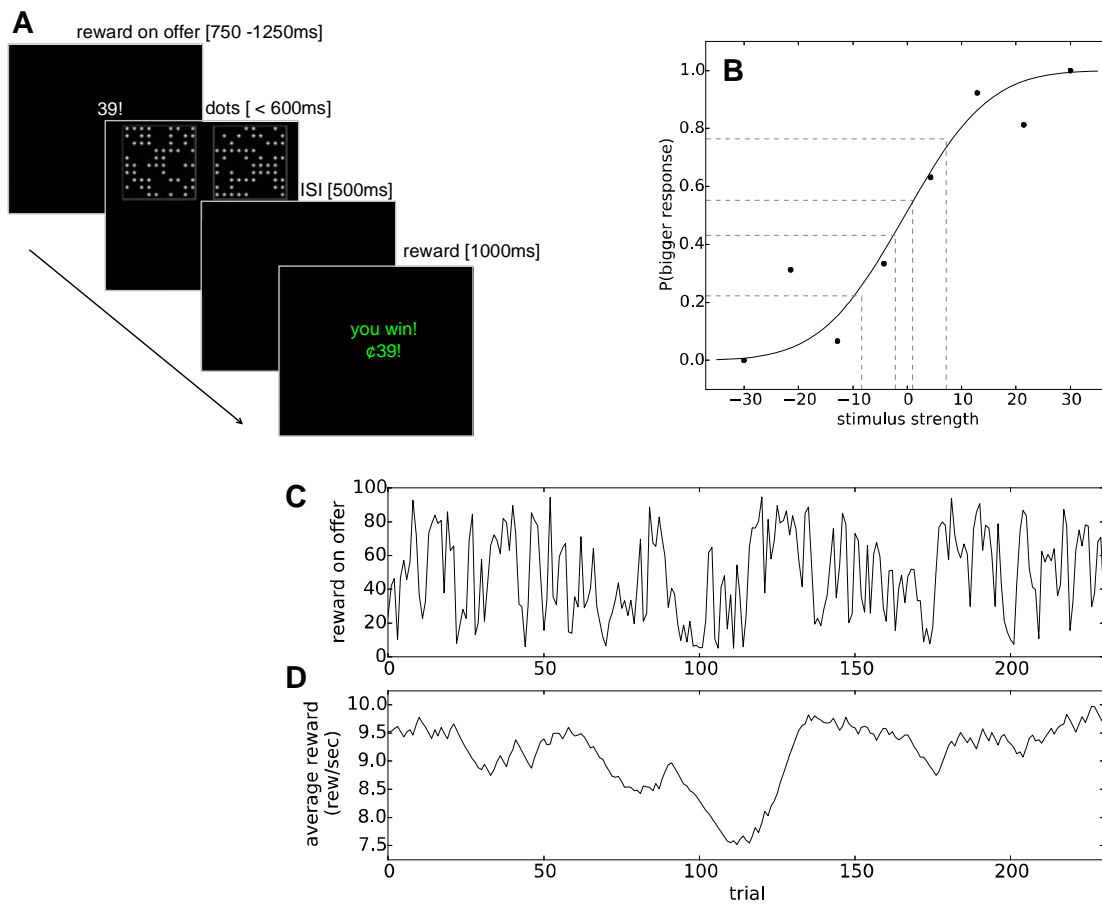 A
reward on offer [750 -1250ms]
39!
dots [ < 600ms]
ISI [500ms]
reward [1000ms]
you win!
¢39!
B
P(bigger response)
1.0
0.8
0.6
0.4
0.2
0.0
−30 −20 −10 0 10 20 30
stimulus strength
C
reward on offer
100
80
60
40
20
0
0 50 100 150 200
D
average reward
(rew/sec)
10.0
9.5
9.0
8.5
8.0
7.5
0 50 100 150 200
trial